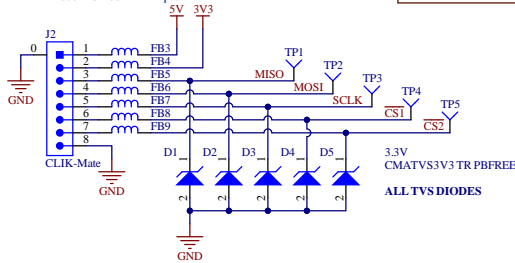 5V 3V3
J2
0 1 FB3
2 FB4
3 FB5 MISO TP1
4 FB6 MOSI TP2
5 FB7 SCLK TP3
6 FB8 CS1 TP4
7 FB9 CS2 TP5
8
GND
CLIK-Mate
GND
D1 D2 D3 D4 D5
1 1 1 1 1
2 2 2 2 2
3.3V
CMATVS3V3 TR PBFREE
ALL TVS DIODES
GND